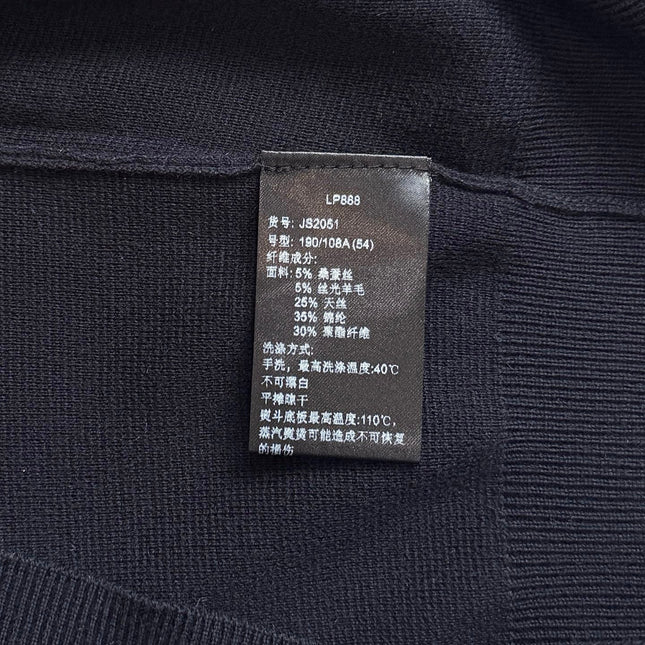 LP888
货号: JS2051
号型: 190/108A(54)
纤维成分:
面料: 5% 桑蚕丝
5% 丝光羊毛
25% 天丝
35% 锦纶
30% 聚酯纤维
洗涤方式:
手洗，最高洗涤温度:40℃
不可漂白
平摊晾干
熨斗底板最高温度:110℃，
蒸汽熨烫可能造成不可恢复
的损伤